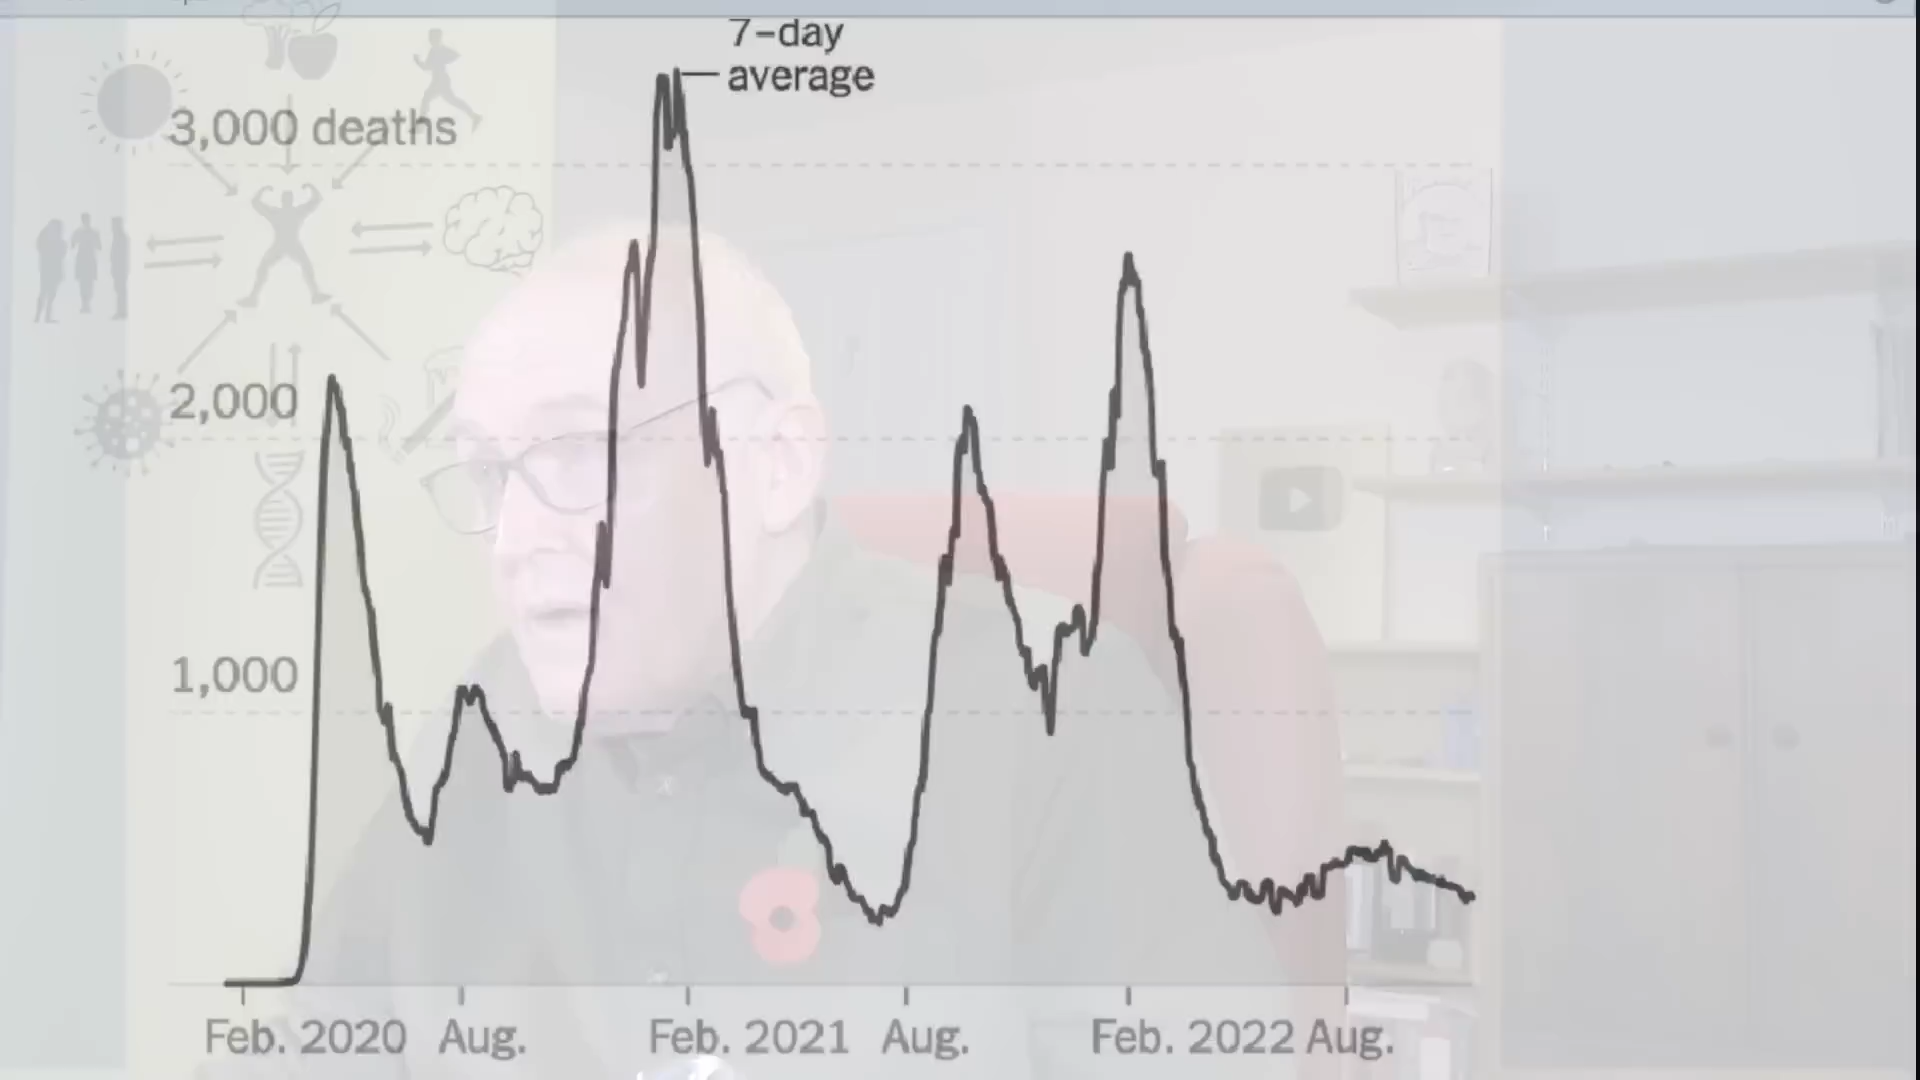 7-day
average
3,000 deaths
2,000
1,000
Feb. 2020 Aug. Feb. 2021 Aug. Feb. 2022 Aug.